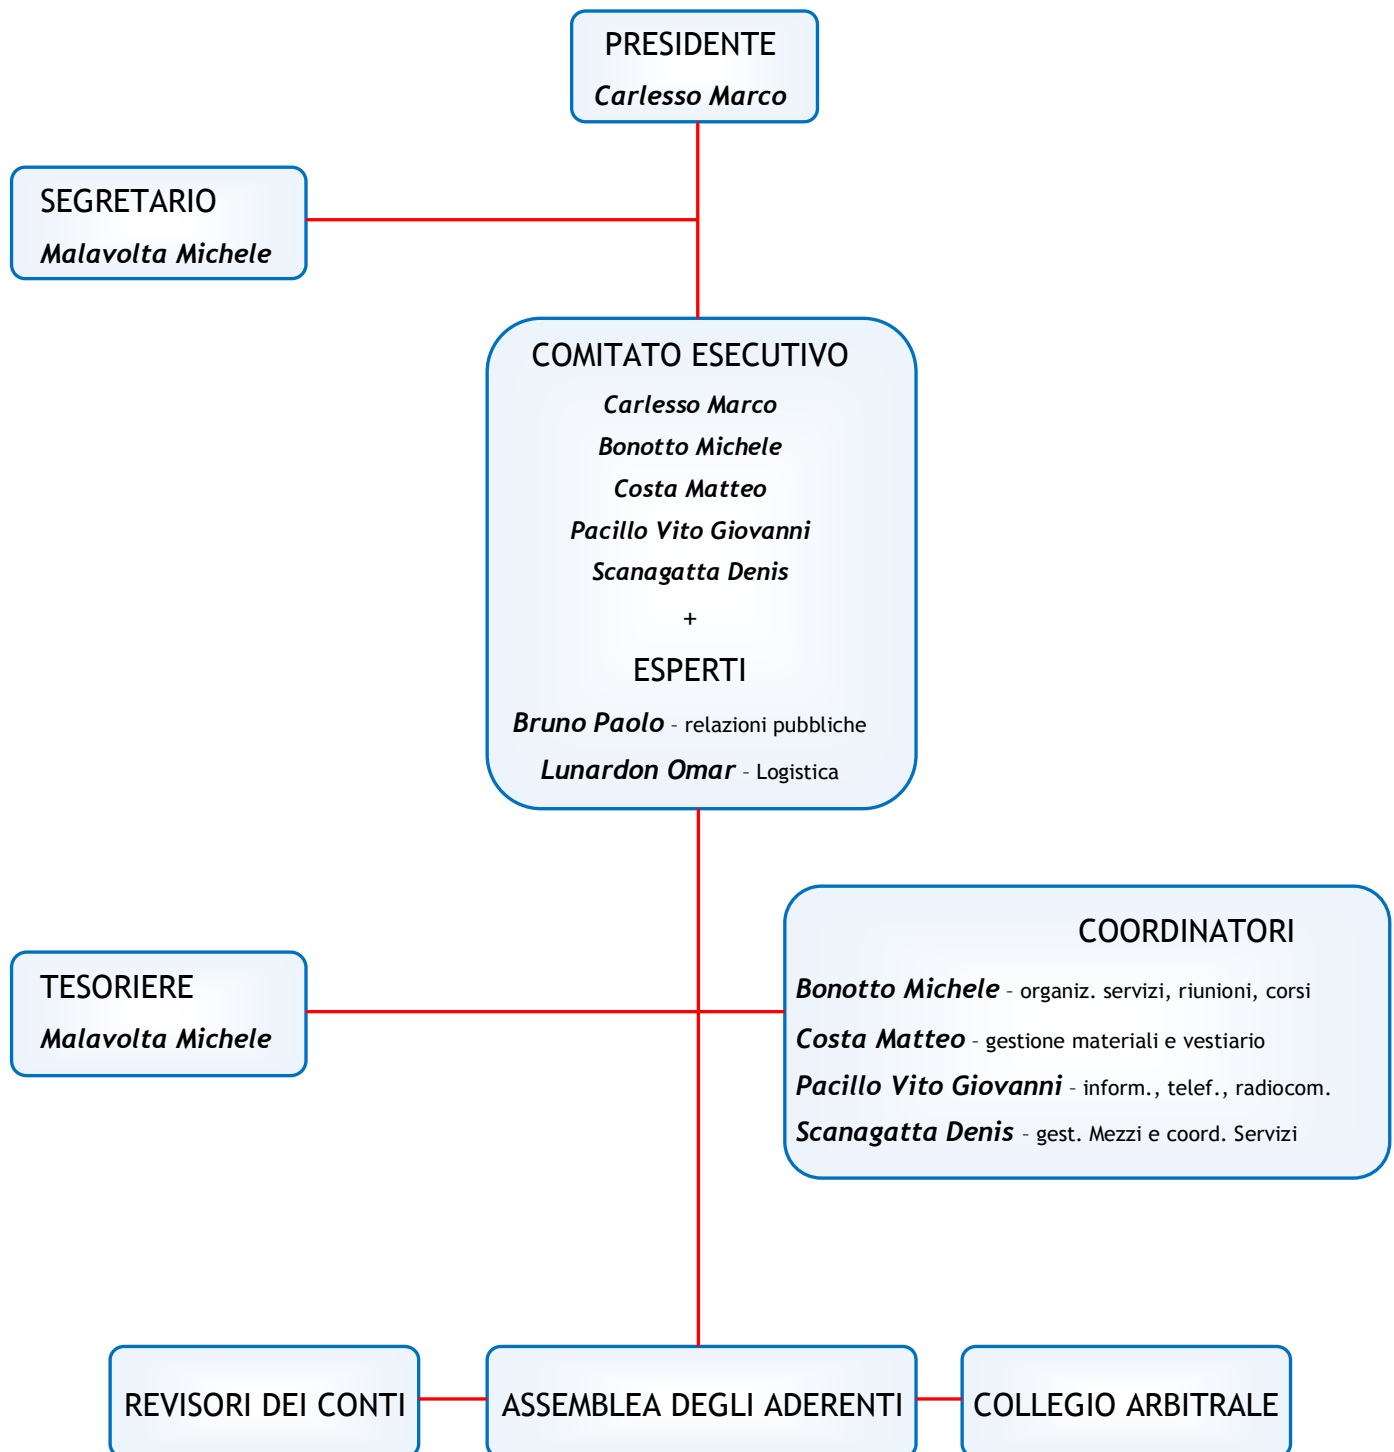 PRESIDENTE
Carlesso Marco
SEGRETARIO
Malavolta Michele
COMITATO ESECUTIVO
Carlesso Marco
Bonotto Michele
Costa Matteo
Pacillo Vito Giovanni
Scanagatta Denis
+
ESPERTI
Bruno Paolo – relazioni pubbliche
Lunardon Omar – Logistica
TESORIERE
Malavolta Michele
COORDINATORI
Bonotto Michele – organiz. servizi, riunioni, corsi
Costa Matteo – gestione materiali e vestiario
Pacillo Vito Giovanni – inform., telef., radiocom.
Scanagatta Denis – gest. Mezzi e coord. Servizi
REVISORI DEI CONTI
ASSEMBLEA DEGLI ADERENTI
COLLEGIO ARBITRALE